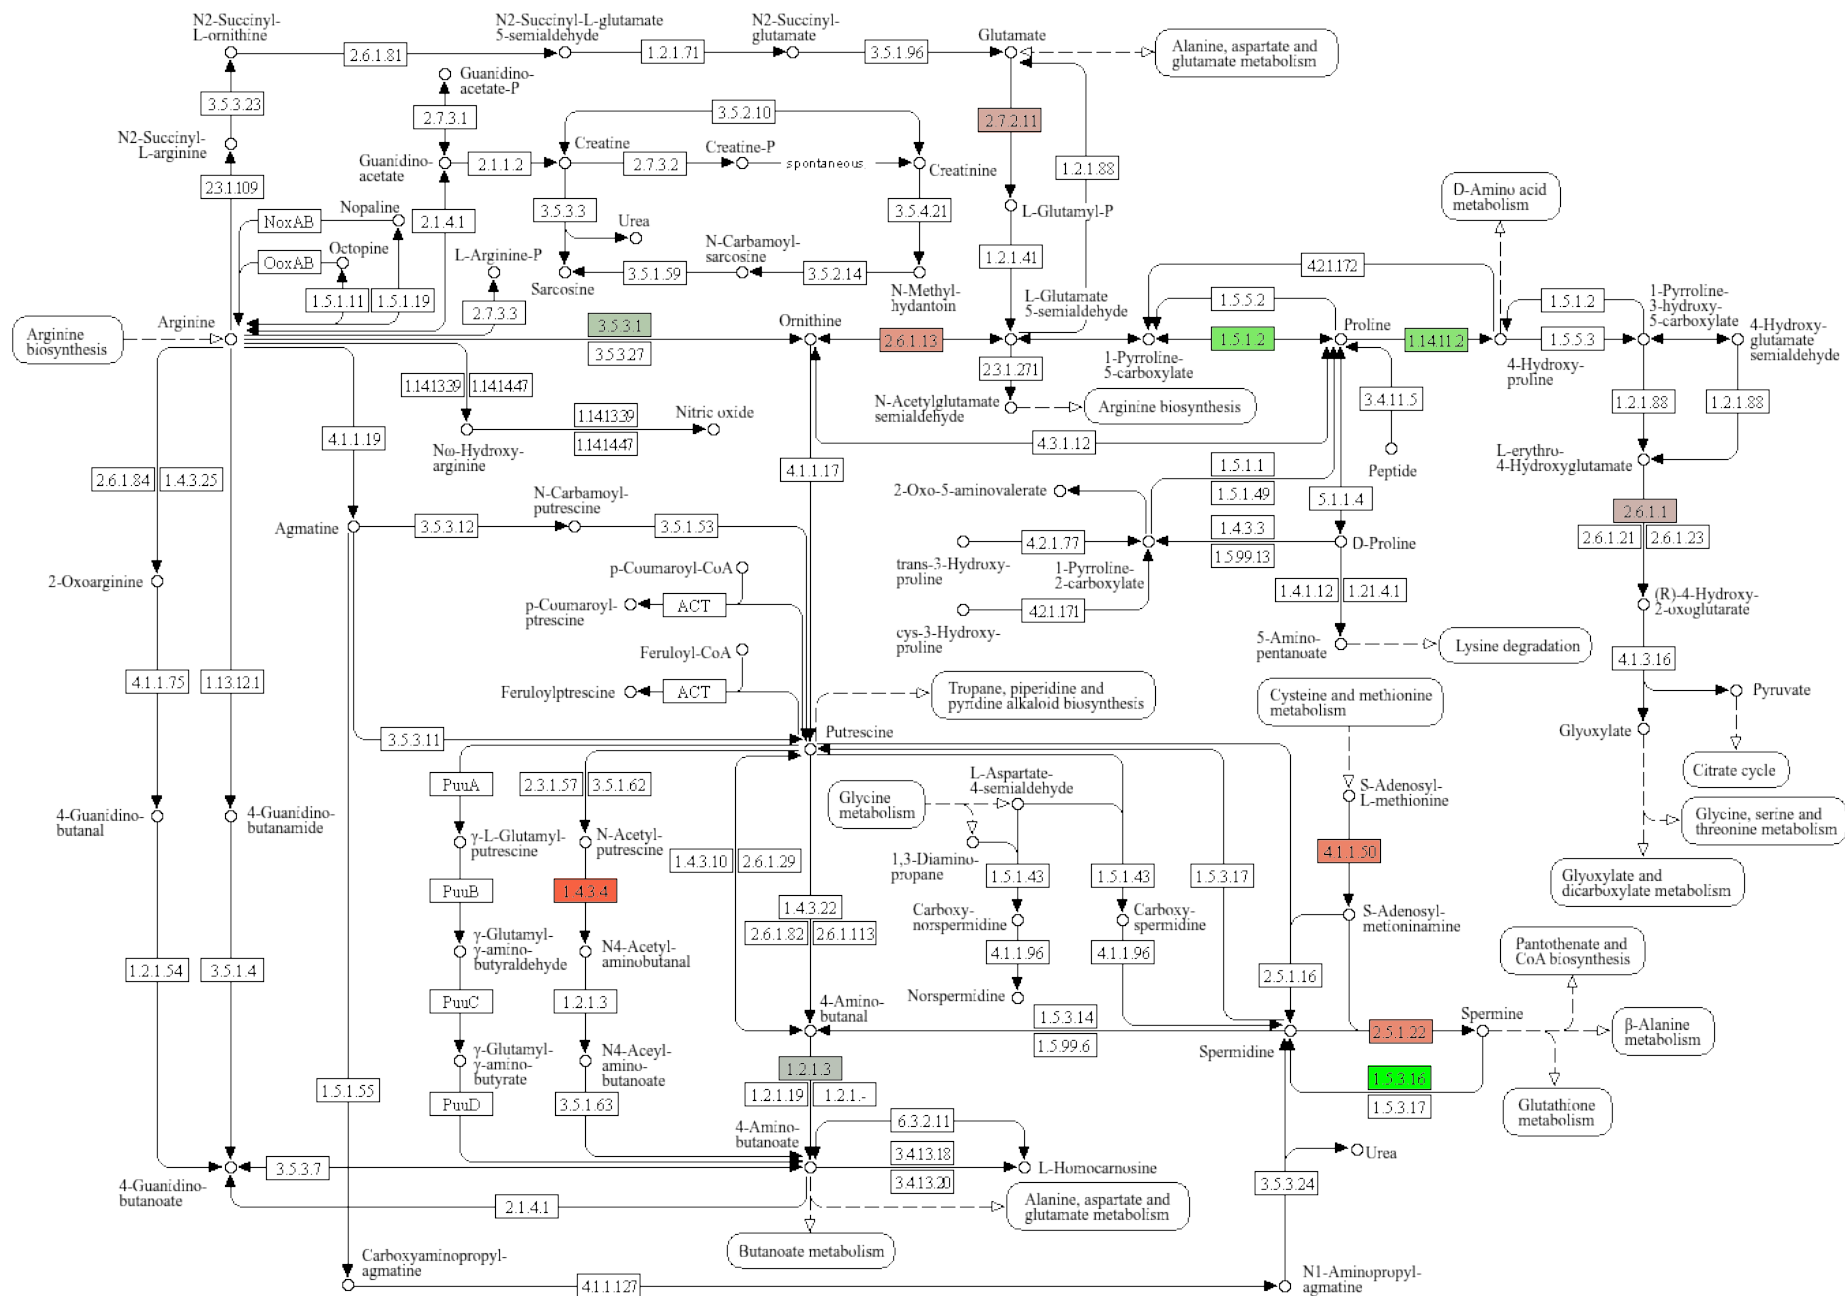 N2-Succinyl-
L-ornithine
N2-Succinyl-L-glutamate
5-semialdehyde
N2-Succinyl-
glutamate
Glutamate
2.6.1.81
1.2.1.71
3.5.1.96
Alanine, aspartate and
glutamate metabolism
Guanidino-
acetate-P
3.5.3.23
2.7.3.1
3.5.2.10
2.7.2.11
N2-Succinyl-
L-arginine
Guanidino-
acetate
2.1.1.2
Creatine
2.7.3.2
Creatine-P
spontaneous
Creatinine
1.2.1.88
D-Amino acid
metabolism
2.3.1.109
Nopaline
NoxAB
2.1.4.1
3.5.3.3
Urea
3.5.4.21
L-Glutamyl-P
Octopine
OoxAB
L-Arginine-P
N-Carbamoyl-
sarcosine
1.2.1.41
4.2.1.172
Sarcosine
3.5.1.59
3.5.2.14
N-Methyl-
hydantoin
1.5.1.11
1.5.1.19
2.7.3.3
L-Glutamate
5-semialdehyde
1.5.5.2
1.5.1.2
1-Pyrroline-
3-hydroxy-
5-carboxylate
Arginine
biosynthesis
Arginine
3.5.3.1
3.5.3.27
Ornithine
2.6.1.13
1.5.1.2
Proline
1.14.11.2
1.5.5.3
4-Hydroxy-
glutamate
semialdehyde
1-Pyrroline-
5-carboxylate
4-Hydroxy-
proline
2.3.1.271
1.14.13.39
1.14.14.47
N-Acetylglutamate
semialdehyde
Arginine biosynthesis
3.4.11.5
1.2.1.88
1.2.1.88
1.14.13.39
1.14.14.47
Nitric oxide
Nω-Hydroxy-
arginine
4.1.1.19
4.3.1.12
Peptide
L-erythro-
4-Hydroxyglutamate
2.6.1.84
1.4.3.25
4.1.1.17
1.5.1.1
1.5.1.49
2-Oxo-5-aminovalerate
5.1.1.4
2.6.1.1
2.6.1.21
2.6.1.23
Agmatine
3.5.3.12
N-Carbamoyl-
putrescine
3.5.1.53
1.4.3.3
1.5.99.13
D-Proline
4.2.1.77
trans-3-Hydroxy-
proline
1-Pyrroline-
2-carboxylate
2-Oxoarginine
p-Coumaroyl-CoA
p-Coumaroyl-
ptrescine
ACT
4.2.1.171
cys-3-Hydroxy-
proline
1.4.1.12
1.21.4.1
(R)-4-Hydroxy-
2-oxoglutarate
5-Amino-
pentanoate
Lysine degradation
Feruloyl-CoA
Feruloylptrescine
ACT
4.1.3.16
4.1.1.75
1.13.12.1
Tropane, piperidine and
pyridine alkaloid biosynthesis
Cysteine and methionine
metabolism
Pyruvate
3.5.3.11
Putrescine
Glyoxylate
Citrate cycle
PuuA
2.3.1.57
3.5.1.62
Glycine
metabolism
L-Aspartate-
4-semialdehyde
S-Adenosyl-
L-methionine
4-Guanidino-
butanal
4-Guanidino-
butanamide
Glycine, serine and
threonine metabolism
γ-L-Glutamyl-
putrescine
N-Acetyl-
putrescine
1.4.3.10
2.6.1.29
1,3-Diamino-
propane
1.5.1.43
1.5.1.43
1.5.3.17
4.1.1.50
Glyoxylate and
dicarboxylate metabolism
PuuB
1.4.3.4
1.4.3.22
2.6.1.82
2.6.1.113
Carboxy-
norspermidine
Carboxy-
spermidine
S-Adenosyl-
metioninamine
γ-Glutamyl-
γ-amino-
butyraldehyde
N4-Acetyl-
aminobutanal
4.1.1.96
4.1.1.96
Pantothenate and
CoA biosynthesis
1.2.1.54
3.5.1.4
2.5.1.16
PuuC
1.2.1.3
Norspermidine
4-Amino-
butanal
1.5.3.14
1.5.99.6
Spermidine
2.5.1.22
Spermine
β-Alanine
metabolism
γ-Glutamyl-
γ-amino-
butyrate
N4-Aceyl-
amino-
butanoate
1.2.1.3
1.2.1.19
1.2.1.-
1.5.3.16
1.5.3.17
Glutathione
metabolism
1.5.1.55
PuuD
3.5.1.63
4-Amino-
butanoate
6.3.2.11
3.4.13.18
3.4.13.20
L-Homocarnosine
Urea
4-Guanidino-
butanoate
3.5.3.7
2.1.4.1
3.5.3.24
Alanine, aspartate and
glutamate metabolism
Butanoate metabolism
Carboxyaminopropyl-
agmatine
4.1.1.127
N1-Aminopropyl-
agmatine